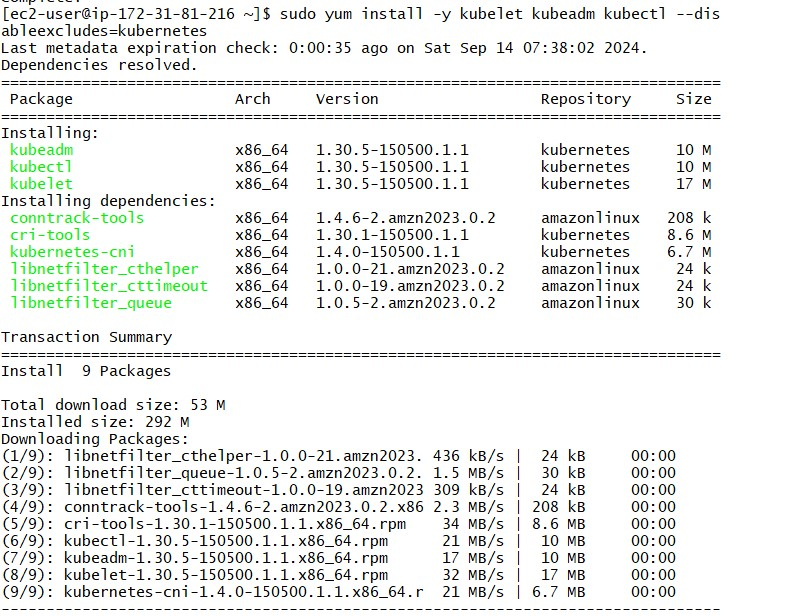 Complete!
[ec2-user@ip-172-31-81-216 ~]$ sudo yum install -y kubelet kubeadm kubectl --dis
ableexcludes=kubernetes
Last metadata expiration check: 0:00:35 ago on Sat Sep 14 07:38:02 2024.
Dependencies resolved.
================================================================================
Package Arch Version Repository Size
================================================================================
Installing:
kubeadm x86_64 1.30.5-150500.1.1 kubernetes 10 M
kubectl x86_64 1.30.5-150500.1.1 kubernetes 10 M
kubelet x86_64 1.30.5-150500.1.1 kubernetes 17 M
Installing dependencies:
conntrack-tools x86_64 1.4.6-2.amzn2023.0.2 amazonlinux 208 k
cri-tools x86_64 1.30.1-150500.1.1 kubernetes 8.6 M
kubernetes-cni x86_64 1.4.0-150500.1.1 kubernetes 6.7 M
libnetfilter_cthelper x86_64 1.0.0-21.amzn2023.0.2 amazonlinux 24 k
libnetfilter_cttimeout x86_64 1.0.0-19.amzn2023.0.2 amazonlinux 24 k
libnetfilter_queue x86_64 1.0.5-2.amzn2023.0.2 amazonlinux 30 k
Transaction Summary
================================================================================
Install 9 Packages
Total download size: 53 M
Installed size: 292 M
Downloading Packages:
(1/9): libnetfilter_cthelper-1.0.0-21.amzn2023. 436 kB/s | 24 kB 00:00
(2/9): libnetfilter_queue-1.0.5-2.amzn2023.0.2. 1.5 MB/s | 30 kB 00:00
(3/9): libnetfilter_cttimeout-1.0.0-19.amzn2023 309 kB/s | 24 kB 00:00
(4/9): conntrack-tools-1.4.6-2.amzn2023.0.2.x86 2.3 MB/s | 208 kB 00:00
(5/9): cri-tools-1.30.1-150500.1.1.x86_64.rpm 34 MB/s | 8.6 MB 00:00
(6/9): kubectl-1.30.5-150500.1.1.x86_64.rpm 21 MB/s | 10 MB 00:00
(7/9): kubeadm-1.30.5-150500.1.1.x86_64.rpm 17 MB/s | 10 MB 00:00
(8/9): kubelet-1.30.5-150500.1.1.x86_64.rpm 32 MB/s | 17 MB 00:00
(9/9): kubernetes-cni-1.4.0-150500.1.1.x86_64.r 21 MB/s | 6.7 MB 00:00
--------------------------------------------------------------------------------